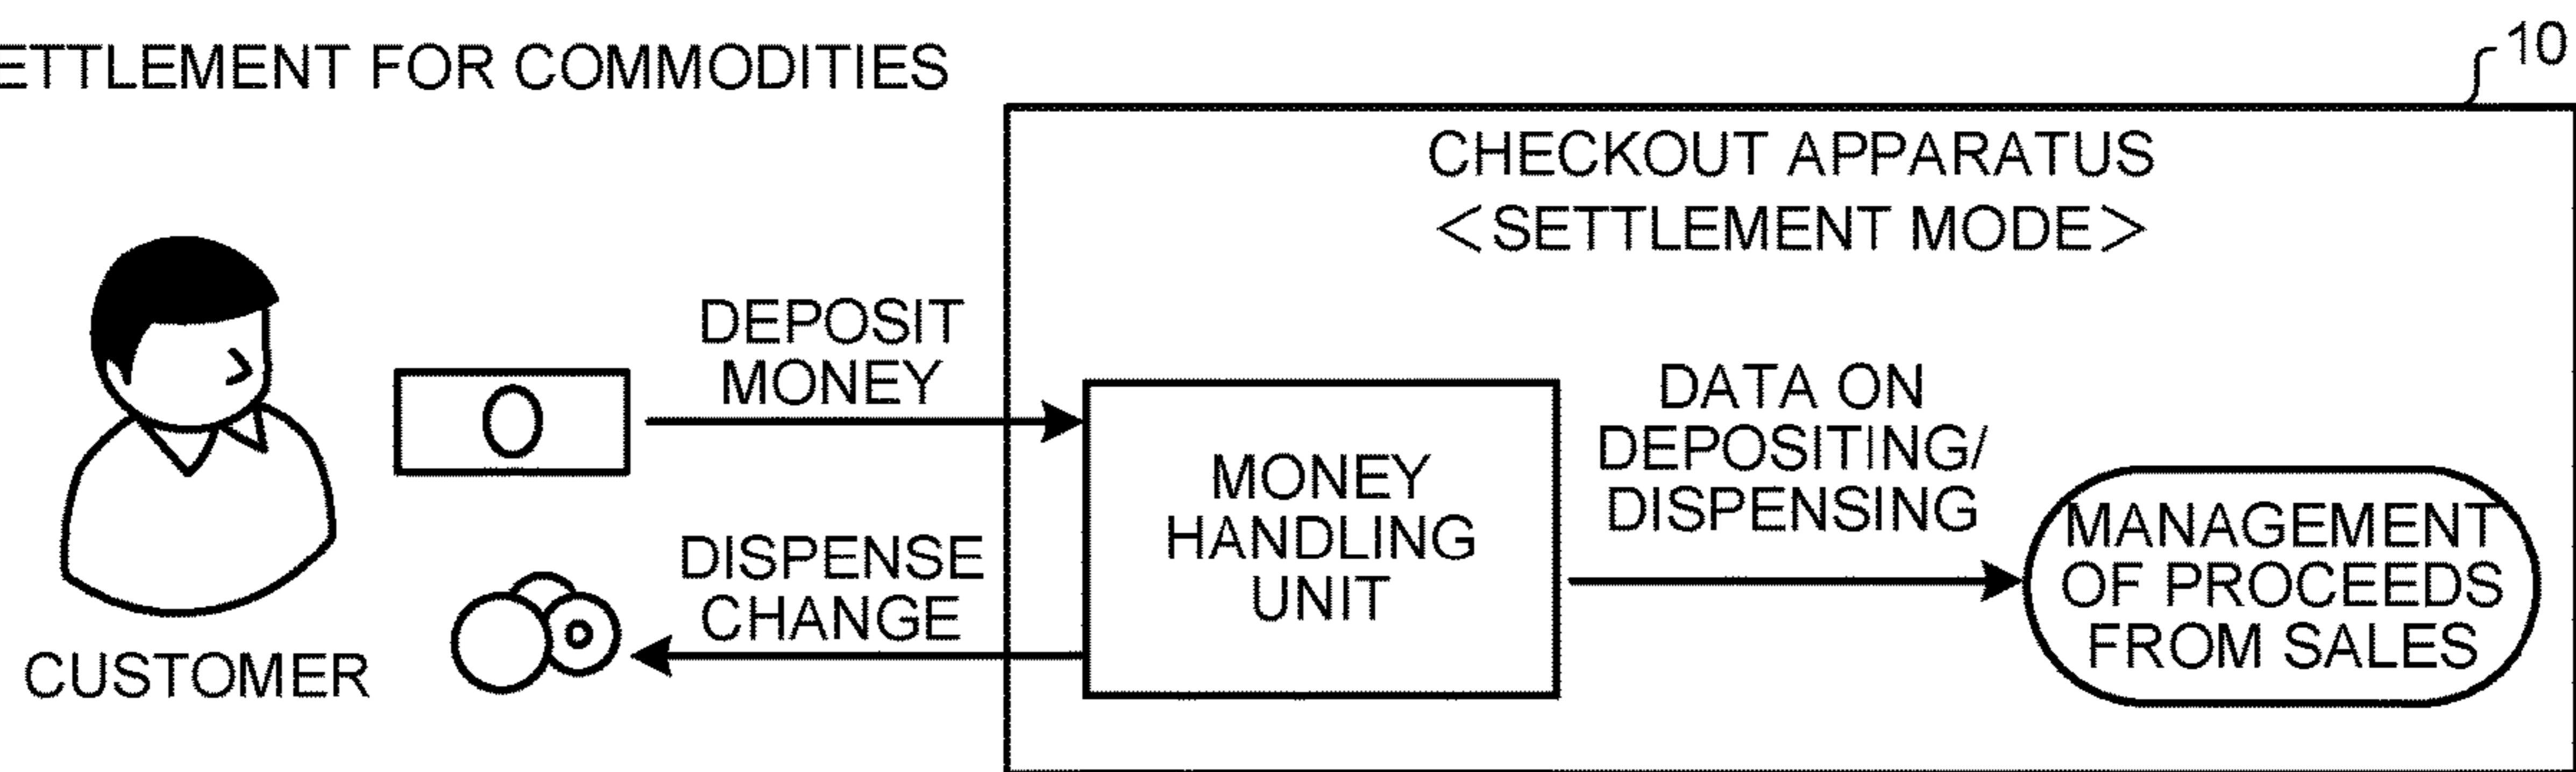 ETTLEMENT FOR COMMODITIES
10
CHECKOUT APPARATUS
<SETTLEMENT MODE>
DEPOSIT
MONEY
DATA ON
DEPOSITING/
DISPENSING
MONEY
HANDLING
UNIT
MANAGEMENT
OF PROCEEDS
FROM SALES
DISPENSE
CHANGE
CUSTOMER